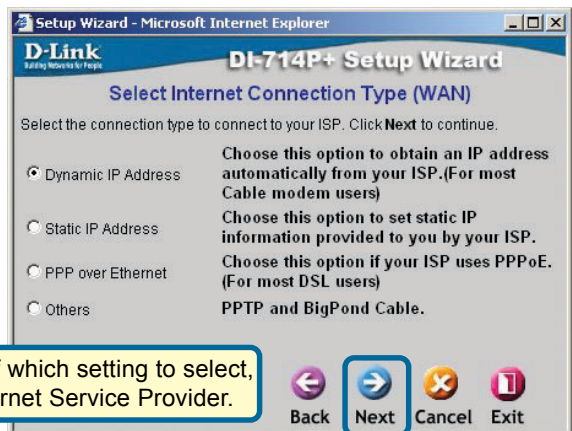 Setup Wizard - Microsoft Internet Explorer
D-Link
Building Networks for People
DI-714P+ Setup Wizard
Select Internet Connection Type (WAN)
Select the connection type to connect to your ISP. Click Next to continue.
Dynamic IP Address
Choose this option to obtain an IP address
automatically from your ISP.(For most
Cable modem users)
Static IP Address
Choose this option to set static IP
information provided to you by your ISP.
PPP over Ethernet
Choose this option if your ISP uses PPPoE.
(For most DSL users)
Others
PPTP and BigPond Cable.
which setting to select,
rnet Service Provider.
Back
Next
Cancel
Exit